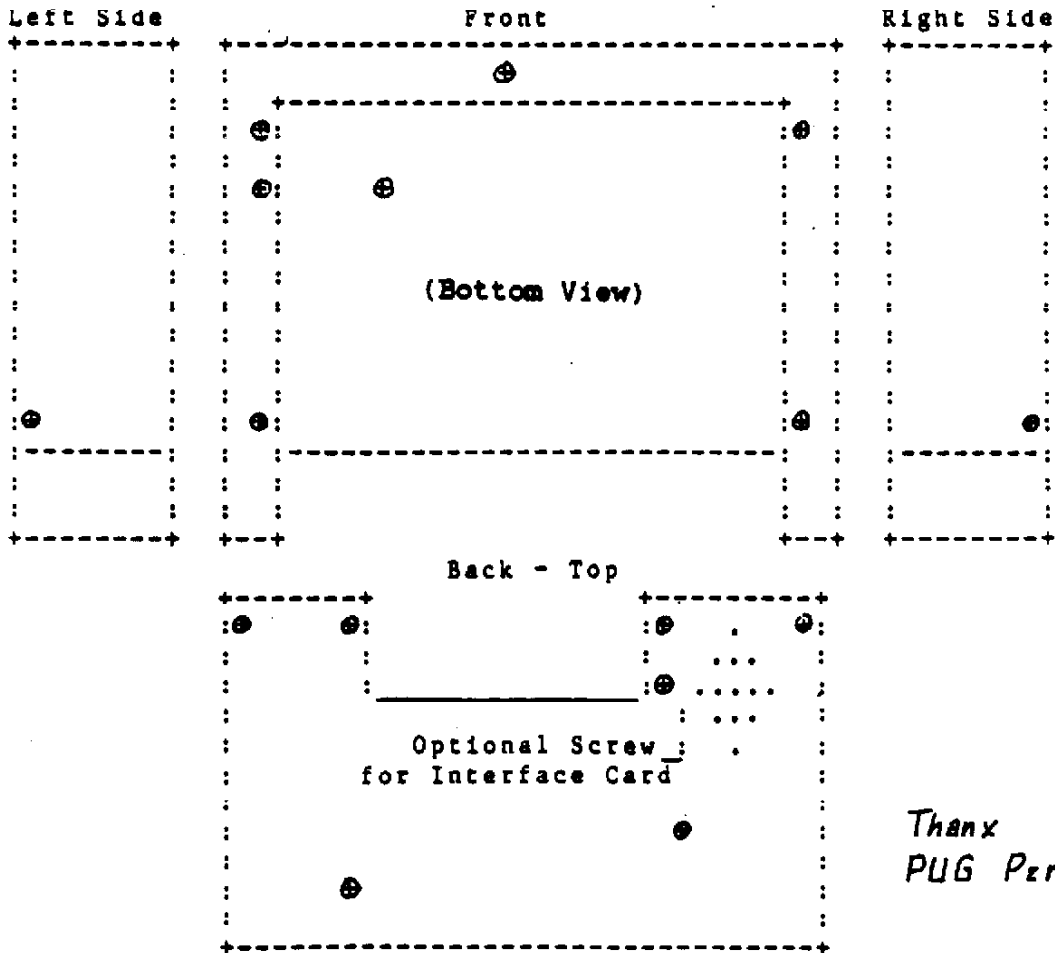 Left Side Front Right Side
(Bottom View)
Back - Top
Optional Screw
for Interface Card
Thanx
PUG